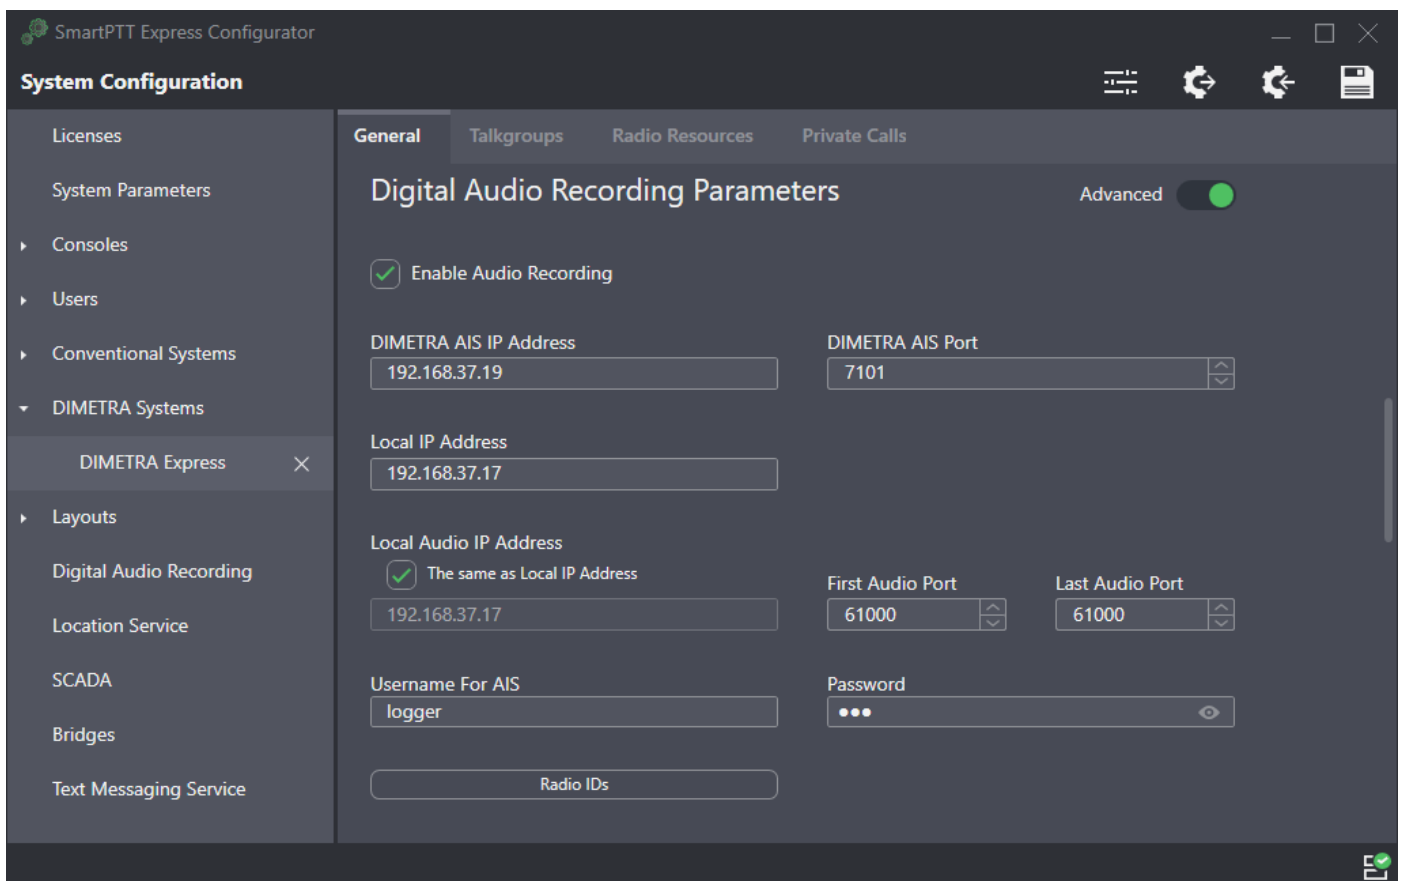 SmartPTT Express Configurator
System Configuration
Licenses
System Parameters
Consoles
Users
Conventional Systems
DIMETRA Systems
DIMETRA Express
Layouts
Digital Audio Recording
Location Service
SCADA
Bridges
Text Messaging Service
General Talkgroups Radio Resources Private Calls
Digital Audio Recording Parameters Advanced
Enable Audio Recording
DIMETRA AIS IP Address DIMETRA AIS Port
192.168.37.19 7101
Local IP Address
192.168.37.17
Local Audio IP Address
The same as Local IP Address
First Audio Port Last Audio Port
192.168.37.17 61000 61000
Username For AIS Password
logger •••
Radio IDs